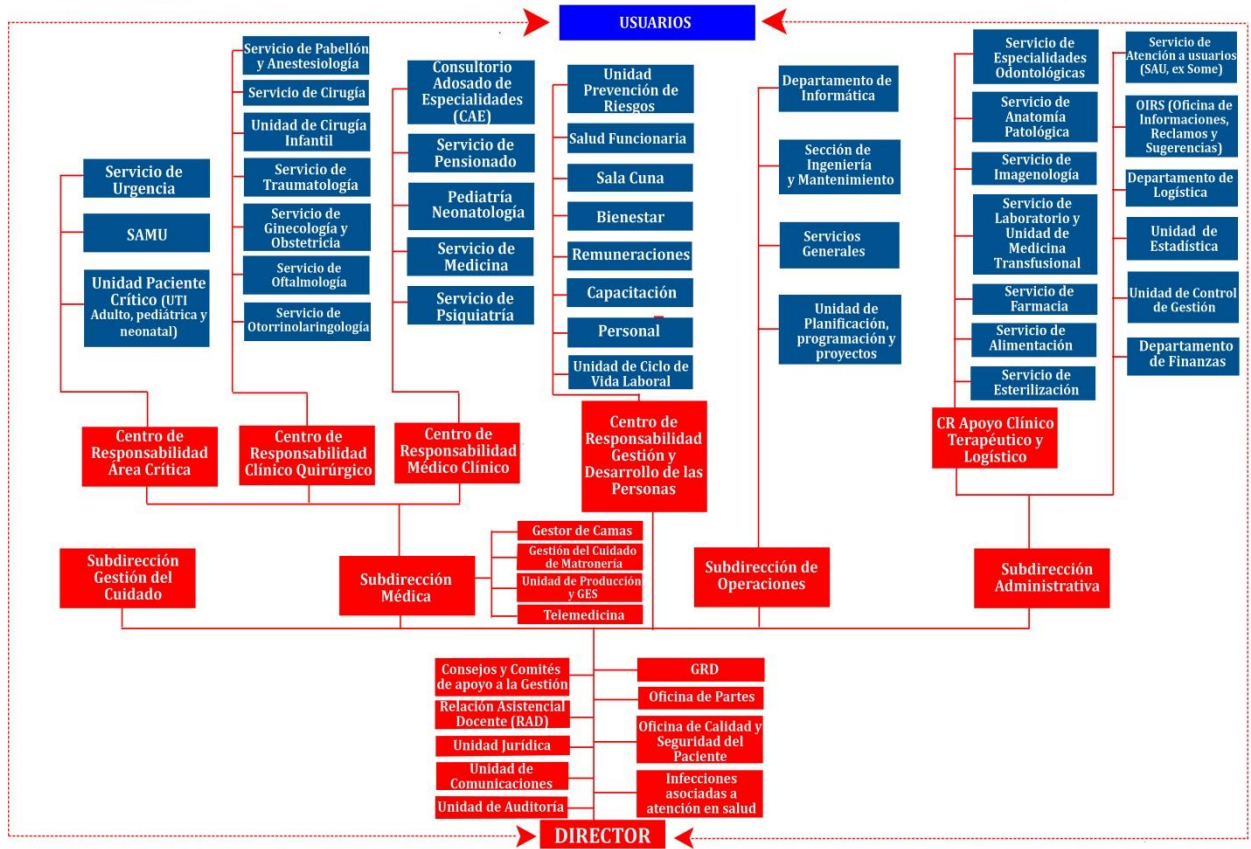 USUARIOS
Servicio de
Urgencia
SAMU
Unidad Paciente
Crítico (UTI
Adulto, pediátrica y
neonatal)
Servicio de Pabellón
y Anestesiología
Servicio de Cirugía
Unidad de Cirugía
Infantil
Servicio de
Traumatología
Servicio de
Ginecología y
Obstetricia
Servicio de
Oftalmología
Servicio de
Otorrinolaringología
Consultorio
Adosado de
Especialidades
(CAE)
Servicio de
Pensionado
Pediatría
Neonatología
Servicio de
Medicina
Servicio de
Psiquiatría
Unidad
Prevención de
Riesgos
Salud Funcionaria
Sala Cuna
Bienestar
Remuneraciones
Capacitación
Personal
Unidad de Ciclo de
Vida Laboral
Departamento de
Informática
Sección de
Ingeniería
y Mantenimiento
Servicios
Generales
Unidad de
Planificación,
programación y
proyectos
Servicio de
Especialidades
Odontológicas
Servicio de
Anatomía
Patológica
Servicio de
Imagenología
Servicio de
Laboratorio y
Unidad de
Medicina
Transfusional
Servicio de
Farmacia
Servicio de
Alimentación
Servicio de
Esterilización
Servicio de
Atención a usuarios
(SAU, ex Some)
OIRS (Oficina de
Informaciones,
Reclamos y
Sugerencias)
Departamento de
Logística
Unidad de
Estadística
Unidad de Control
de Gestión
Departamento
de Finanzas
Centro de
Responsabilidad
Área Crítica
Centro de
Responsabilidad
Clínico Quirúrgico
Centro de
Responsabilidad
Médico Clínico
Centro de
Responsabilidad
Gestión y
Desarrollo de las
Personas
CR Apoyo Clínico
Terapéutico y
Logístico
Subdirección
Gestión del
Cuidado
Subdirección
Médica
Gestor de Camas
Gestión del Cuidado
de Matronería
Unidad de Producción
y GES
Telemedicina
Subdirección de
Operaciones
Subdirección
Administrativa
Consejos y Comités
de apoyo a la Gestión
Relación Asistencial
Docente (RAD)
Unidad Jurídica
Unidad de
Comunicaciones
Unidad de Auditoría
GRD
Oficina de Partes
Oficina de Calidad y
Seguridad del
Paciente
Infecciones
asociadas a
atención en salud
DIRECTOR